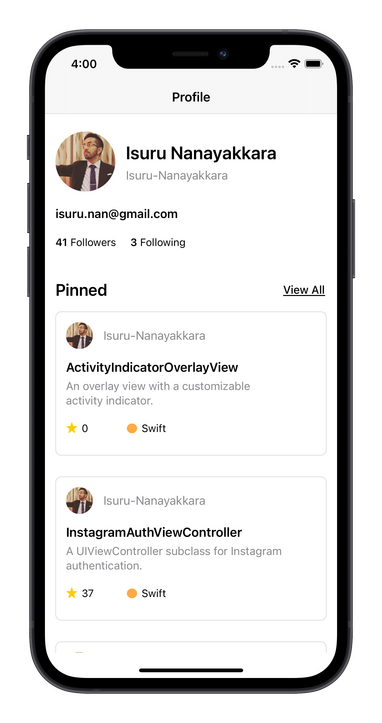 4:00
Profile
Isuru Nanayakkara
Isuru-Nanayakkara
isuru.nan@gmail.com
41 Followers 3 Following
Pinned View All
Isuru-Nanayakkara
ActivityIndicatorOverlayView
An overlay view with a customizable
activity indicator.
0 Swift
Isuru-Nanayakkara
InstagramAuthViewController
A UIViewController subclass for Instagram
authentication.
37 Swift